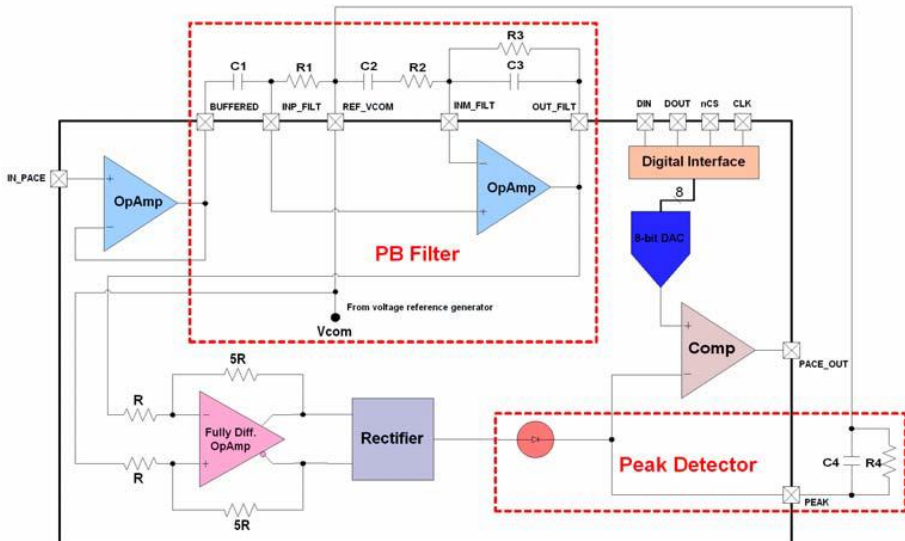 R3
C1
R1
C2
R2
C3
BUFFERED
INP_FILT
REF_VCOM
INM_FILT
OUT_FILT
DIN
DOUT
nCS
CLK
IN_PACE
+
-
OpAmp
-
+
OpAmp
Digital Interface
8
8-bit DAC
PB Filter
From voltage reference generator
Vcom
+
-
Comp
PACE_OUT
5R
R
-
+
Fully Diff.
OpAmp
R
5R
Rectifier
Peak Detector
C4
R4
PEAK